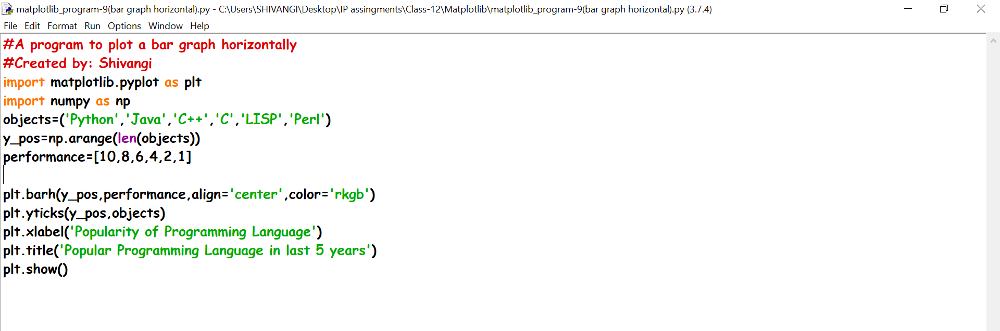 matplotlib_program-9(bar graph horizontal).py - C:\Users\SHIVANGI\Desktop\IP assingments\Class-12\Matplotlib\matplotlib_program-9(bar graph horizontal).py (3.7.4)
File Edit Format Run Options Window Help
#A program to plot a bar graph horizontally
#Created by: Shivangi
import matplotlib.pyplot as plt
import numpy as np
objects=('Python','Java','C++','C','LISP','Perl')
y_pos=np.arange(len(objects))
performance=[10,8,6,4,2,1]
plt.barh(y_pos,performance,align='center',color='rkgb')
plt.yticks(y_pos,objects)
plt.xlabel('Popularity of Programming Language')
plt.title('Popular Programming Language in last 5 years')
plt.show()